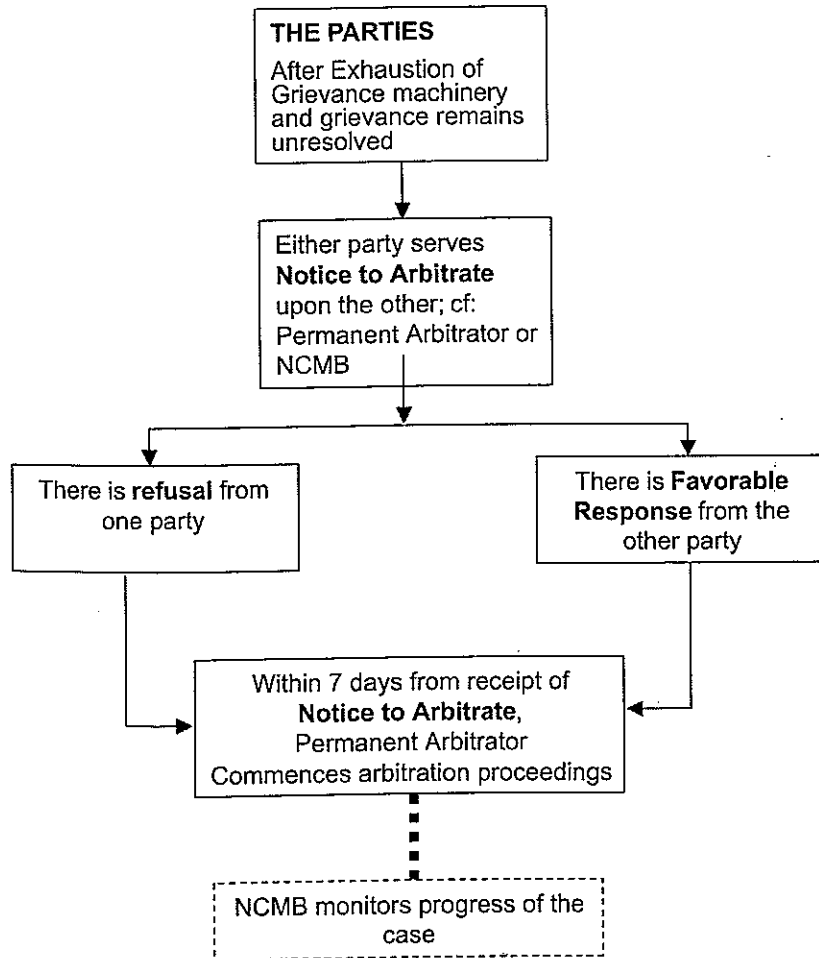 THE PARTIES
After Exhaustion of
Grievance machinery
and grievance remains
unresolved
Either party serves
Notice to Arbitrate
upon the other; cf:
Permanent Arbitrator or
NCMB
There is refusal from
one party
There is Favorable
Response from the
other party
Within 7 days from receipt of
Notice to Arbitrate,
Permanent Arbitrator
Commences arbitration proceedings
NCMB monitors progress of the
case